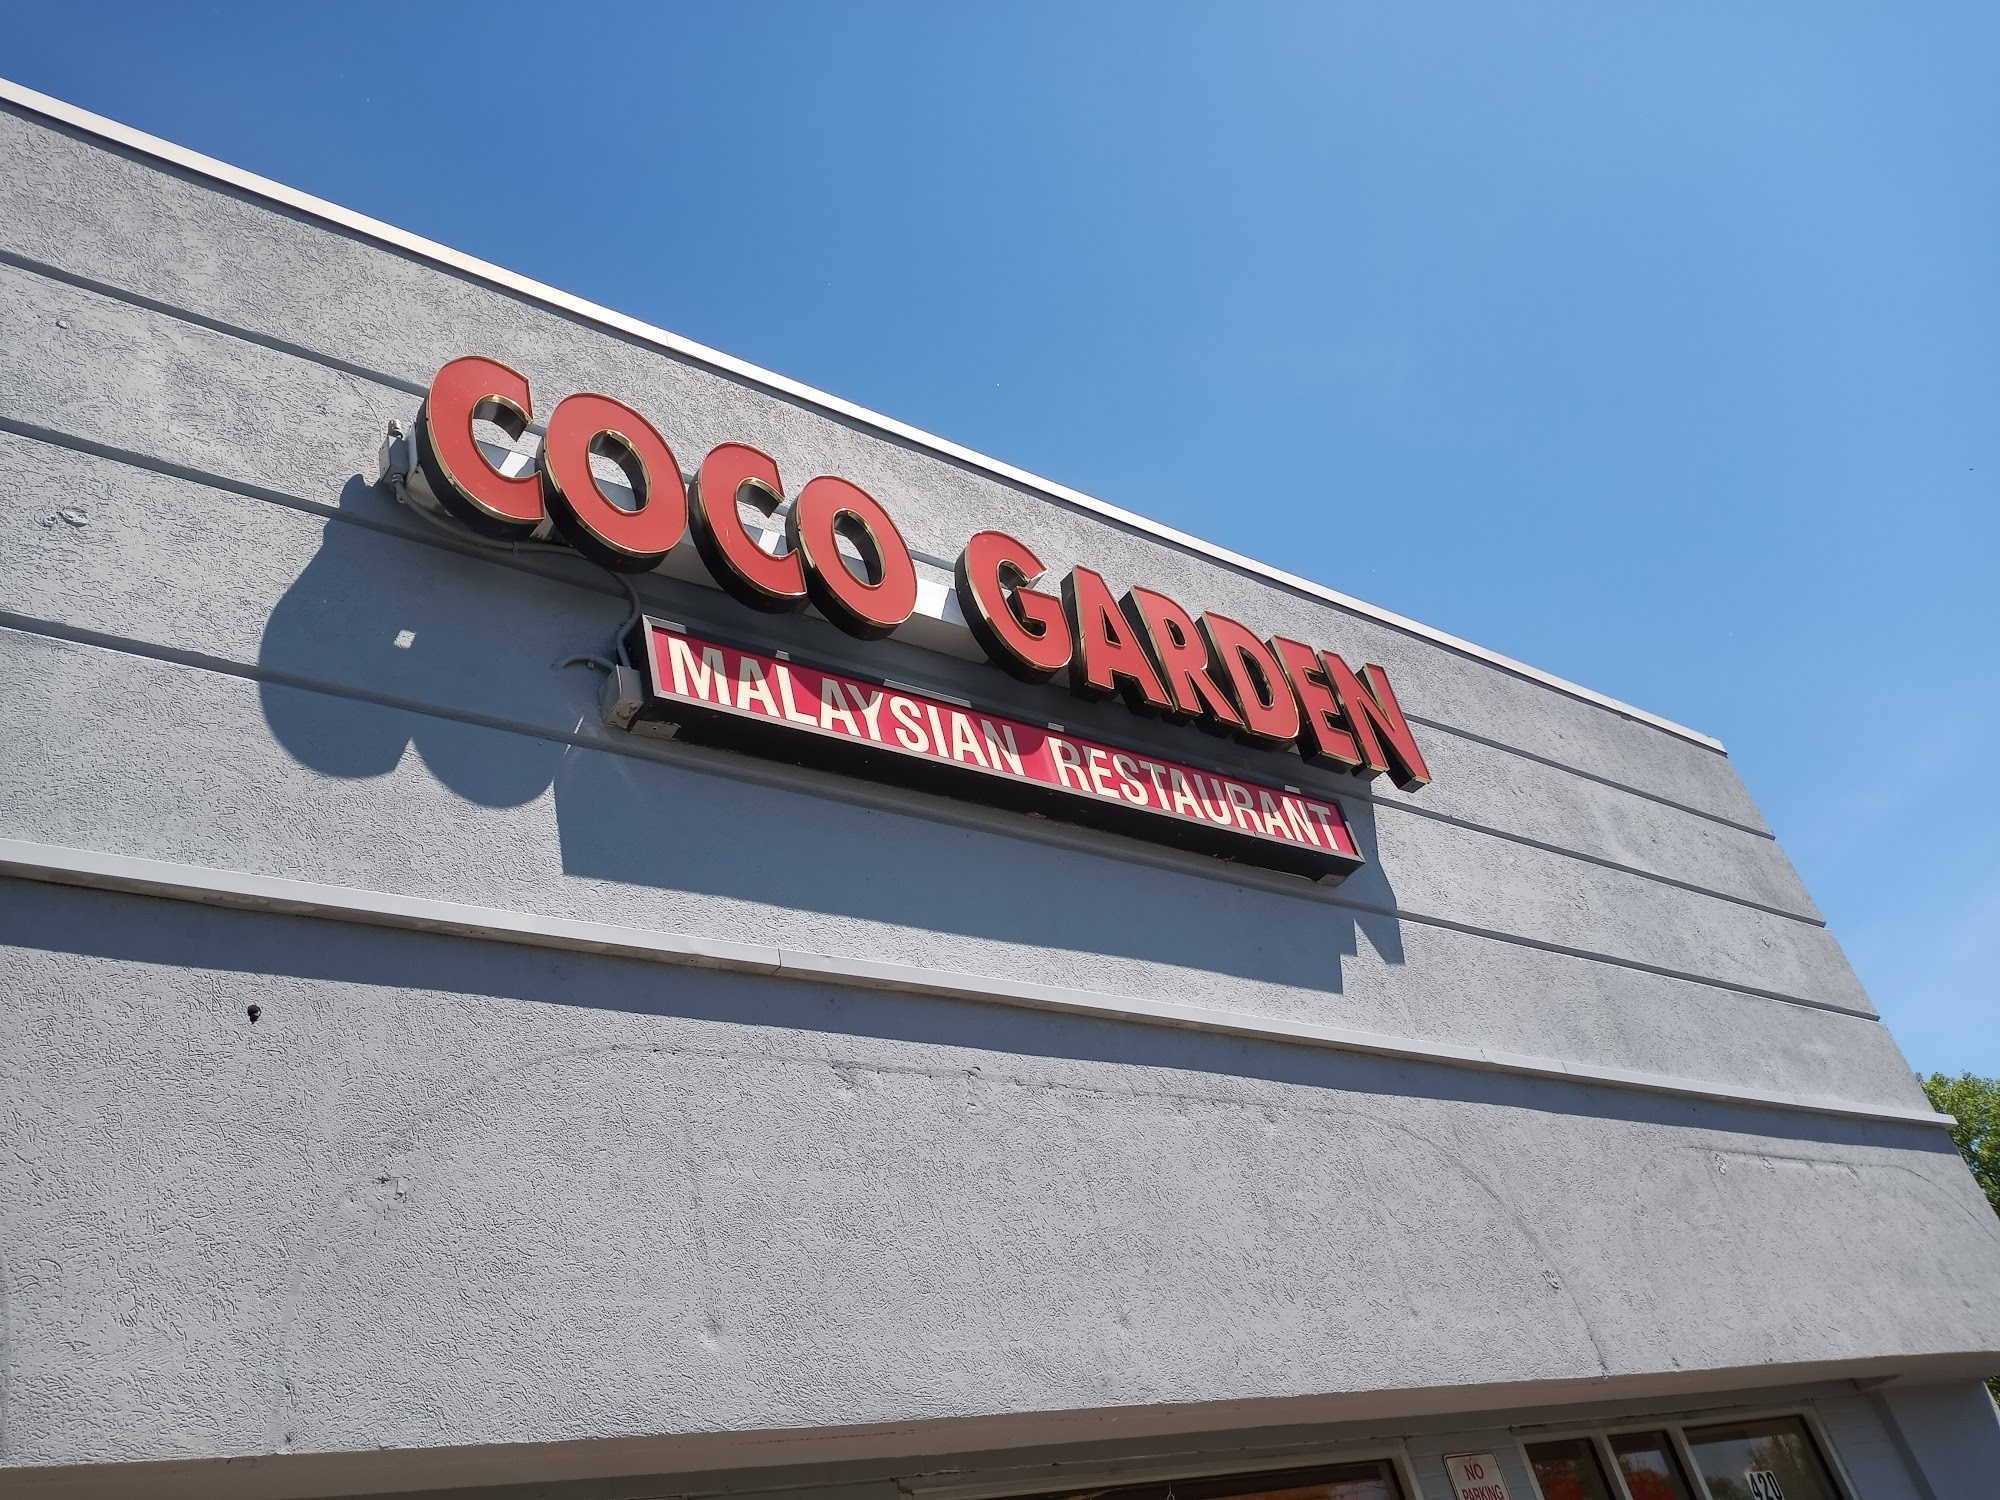 COCO GARDEN
MALAYSIAN RESTAURANT
NO
PARKING
420